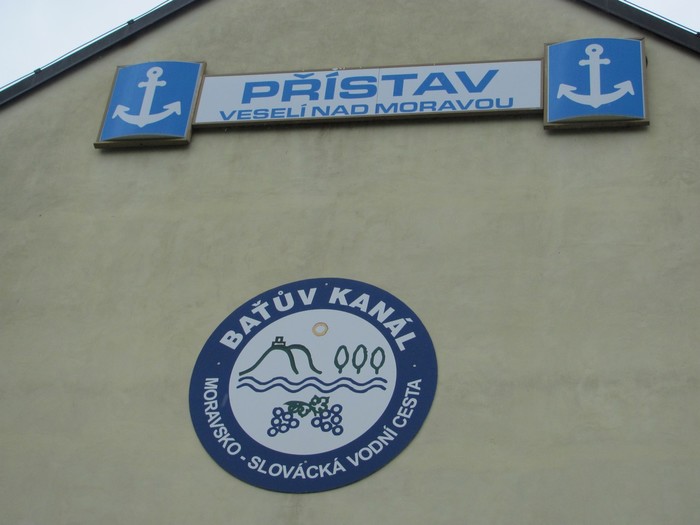 PŘÍSTAV
VESELÍ NAD MORAVOU
BAŤŮV KANÁL
MORAVSKO - SLOVÁCKÁ VODNÍ CESTA